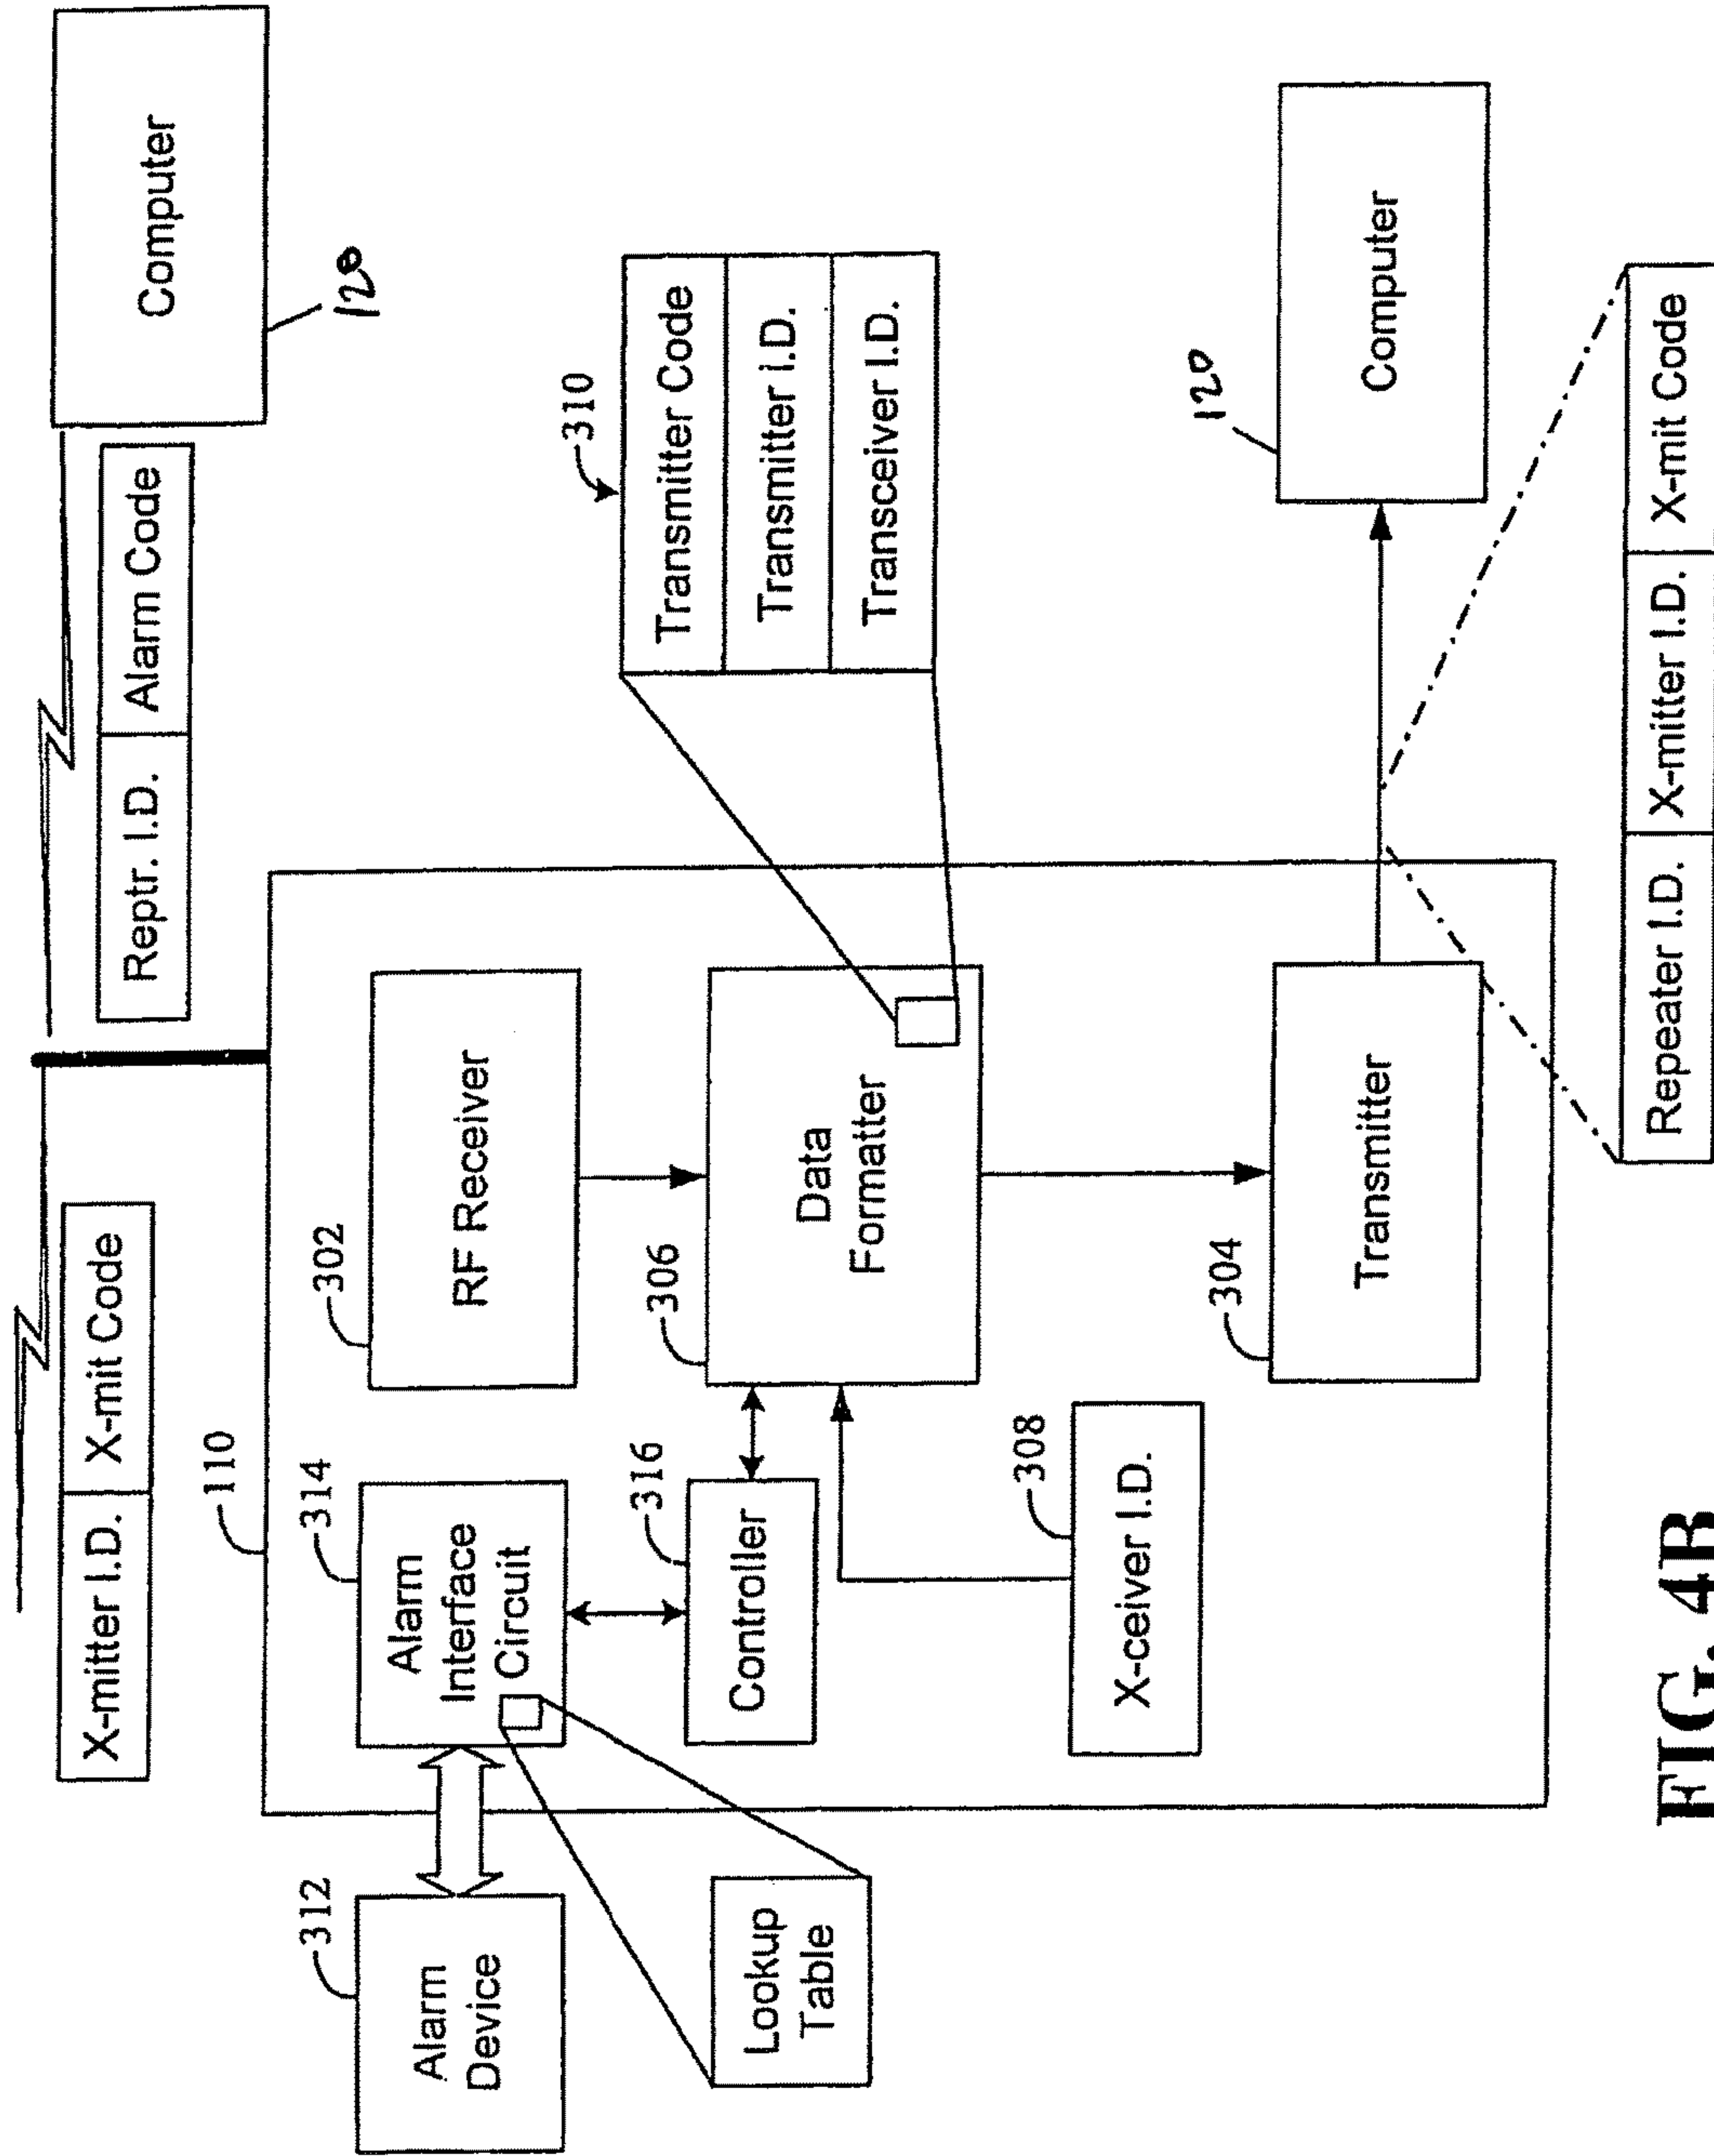 X-mitter I.D.
X-mit Code
Reptr. I.D.
Alarm Code
Computer
120
110
312
Alarm
Device
314
Alarm
Interface
Circuit
302
RF Receiver
Lookup
Table
316
Controller
306
Data
Formatter
310
Transmitter Code
Transmitter I.D.
Transceiver I.D.
308
X-ceiver I.D.
304
Transmitter
120
Computer
Repeater I.D.
X-mitter I.D.
X-mit Code
FIG. 4B